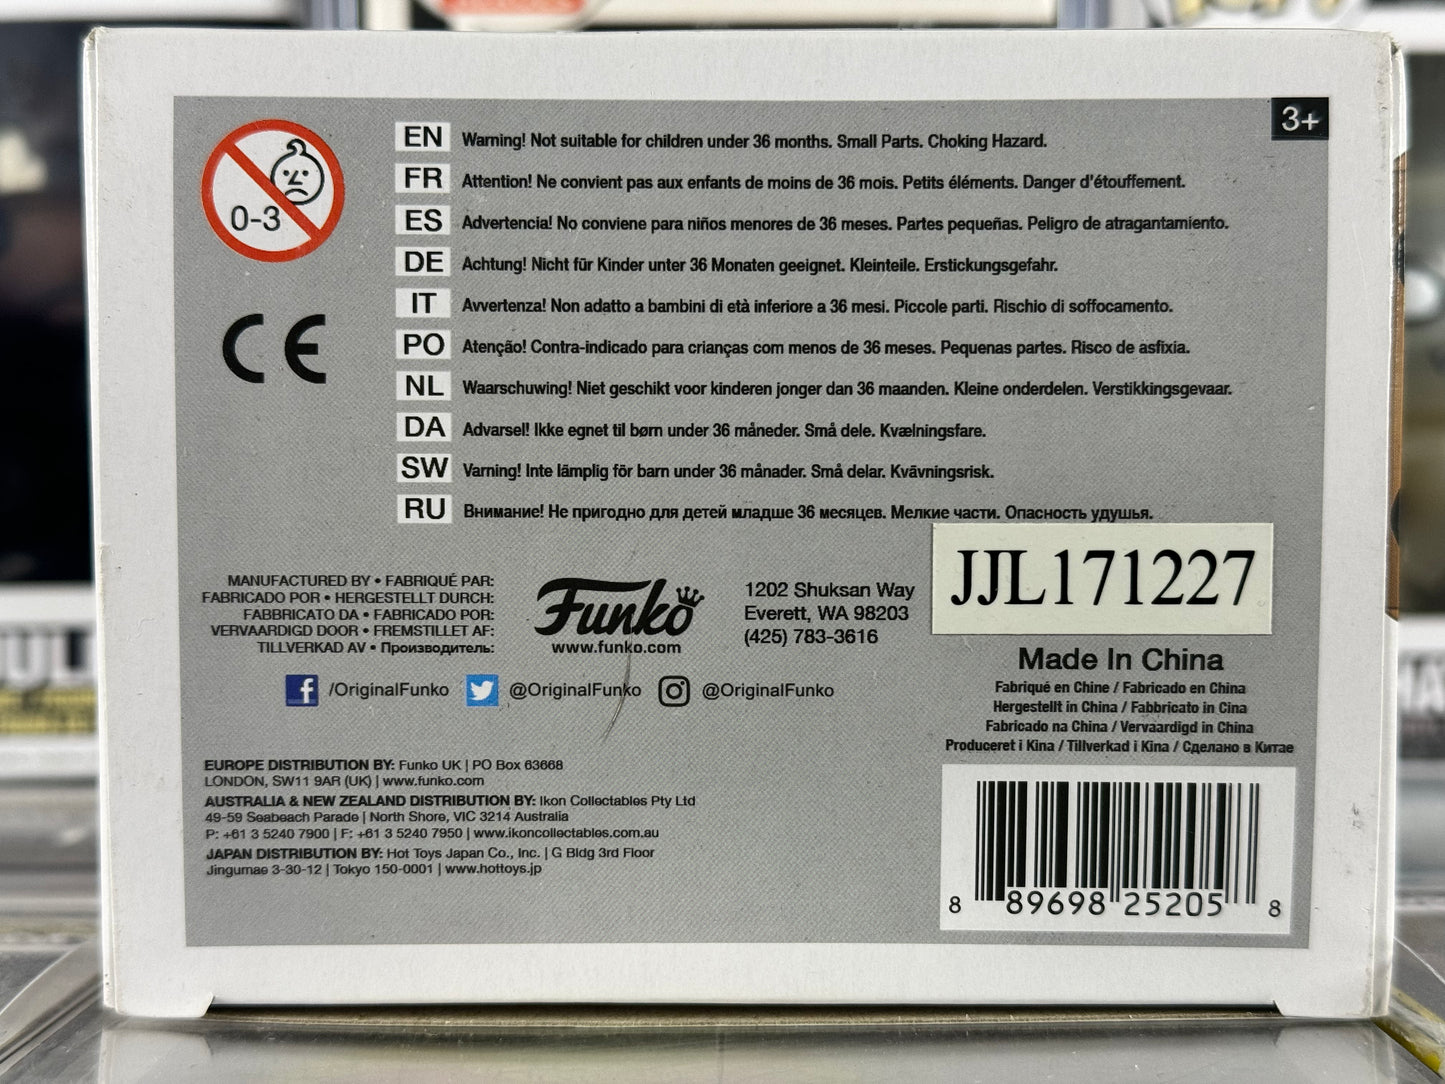 3+
0-3
EN Warning! Not suitable for children under 36 months. Small Parts. Choking Hazard.
FR Attention! Ne convient pas aux enfants de moins de 36 mois. Petits éléments. Danger d'étouffement.
ES Advertencia! No conviene para niños menores de 36 meses. Partes pequeñas. Peligro de atragantamiento.
DE Achtung! Nicht für Kinder unter 36 Monaten geeignet. Kleinteile. Erstickungsgefahr.
IT Avvertenza! Non adatto a bambini di età inferiore a 36 mesi. Piccole parti. Rischio di soffocamento.
PO Atenção! Contra-indicado para crianças com menos de 36 meses. Pequenas partes. Risco de asfixia.
NL Waarschuwing! Niet geschikt voor kinderen jonger dan 36 maanden. Kleine onderdelen. Verstikkingsgevaar.
DA Advarsel! Ikke egnet til børn under 36 måneder. Små dele. Kvælningsfare.
SW Varning! Inte lämplig för barn under 36 månader. Små delar. Kvävningsrisk.
RU Внимание! Не пригодно для детей младше 36 месяцев. Мелкие части. Опасность удушья.
CE
MANUFACTURED BY • FABRIQUÉ PAR:
FABRICADO POR • HERGESTELLT DURCH:
FABBRICATO DA • FABRICADO POR:
VERVAARDIGD DOOR • FREMSTILLET AF:
TILLVERKAD AV • Производитель:
Funko
www.funko.com
1202 Shuksan Way
Everett, WA 98203
(425) 783-3616
/OriginalFunko @OriginalFunko @OriginalFunko
JJL171227
Made In China
Fabriqué en Chine / Fabricado en China
Hergestellt in China / Fabbricato in Cina
Fabricado na China / Vervaardigd in China
Produceret i Kina / Tillverkad i Kina / Сделано в Китае
EUROPE DISTRIBUTION BY: Funko UK | PO Box 63668
LONDON, SW11 9AR (UK) | www.funko.com
AUSTRALIA & NEW ZEALAND DISTRIBUTION BY: Ikon Collectables Pty Ltd
49-59 Seabeach Parade | North Shore, VIC 3214 Australia
P: +61 3 5240 7900 | F: +61 3 5240 7950 | www.ikoncollectables.com.au
JAPAN DISTRIBUTION BY: Hot Toys Japan Co., Inc. | G Bldg 3rd Floor
Jingumae 3-30-12 | Tokyo 150-0001 | www.hottoys.jp
8 89698 25205 8